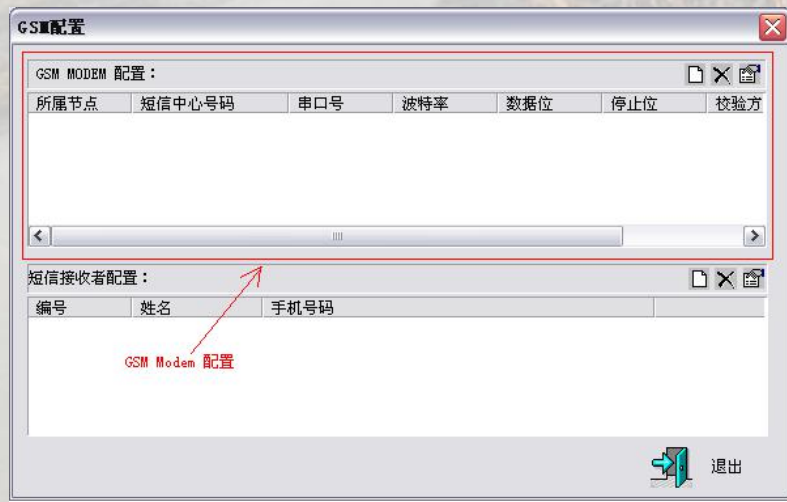 GSM配置
GSM MODEM 配置：
所属节点 短信中心号码 串口号 波特率 数据位 停止位 校验方
短信接收者配置：
编号 姓名 手机号码
GSM Modem 配置
退出